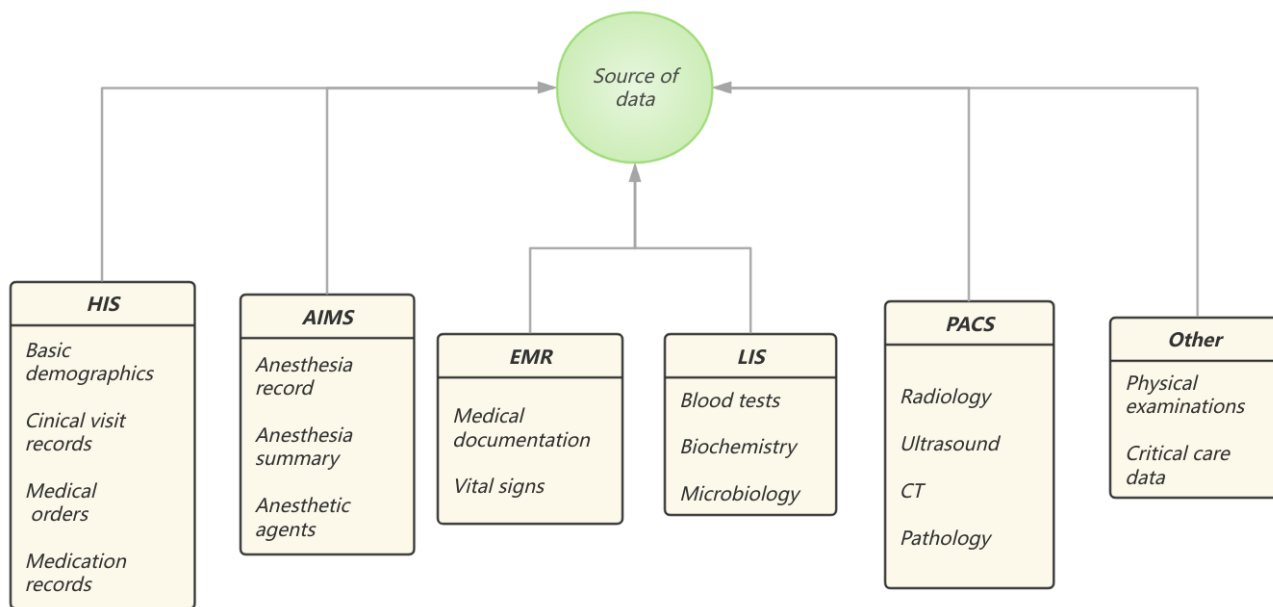 Source of
data
HIS
Basic
demographics
Cinical visit
records
Medical
orders
Medication
records
AIMS
Anesthesia
record
Anesthesia
summary
Anesthetic
agents
EMR
Medical
documentation
Vital signs
LIS
Blood tests
Biochemistry
Microbiology
PACS
Radiology
Ultrasound
CT
Pathology
Other
Physical
examinations
Critical care
data